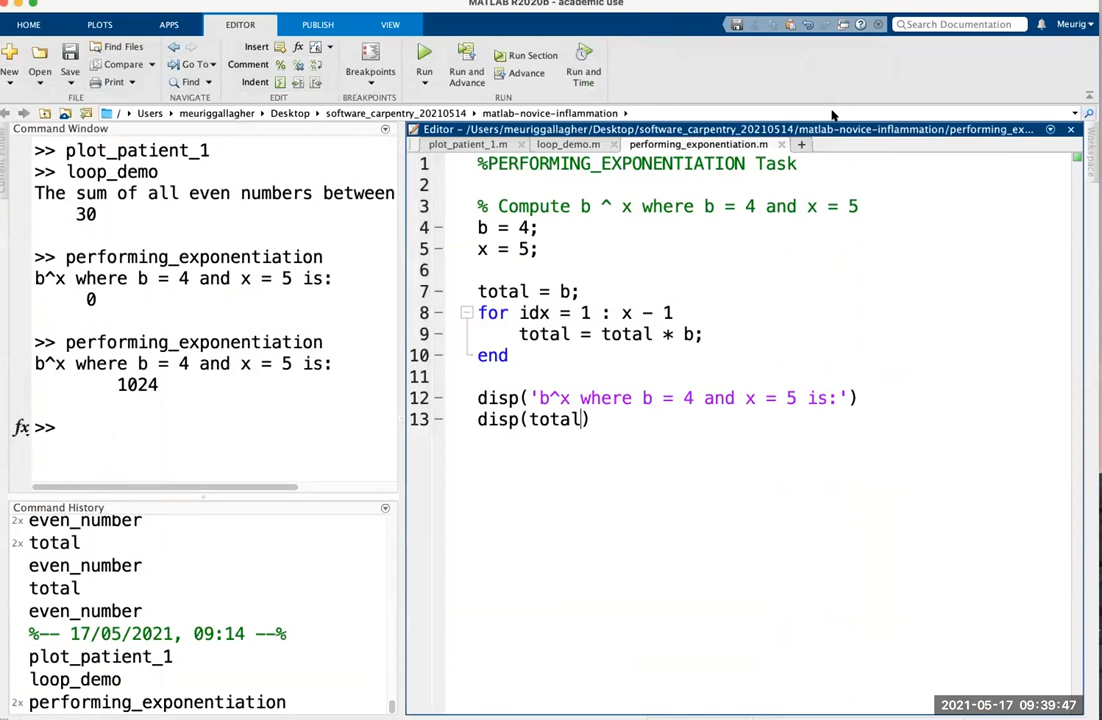 MATLAB R2020b - academic use
HOME PLOTS APPS EDITOR PUBLISH VIEW Search Documentation Meurig
New Open Save Find Files Compare Print Go To Find Insert fx Comment Indent Breakpoints Run Run and Advance Run Section Advance Run and Time
FILE NAVIGATE EDIT BREAKPOINTS RUN
/ Users meuriggallagher Desktop software_carpentry_20210514 matlab-novice-inflammation
Command Window
>> plot_patient_1
>> loop_demo
The sum of all even numbers between
30
>> performing_exponentiation
b^x where b = 4 and x = 5 is:
0
>> performing_exponentiation
b^x where b = 4 and x = 5 is:
1024
fx >>
Command History
2x even_number
2x total
even_number
total
even_number
%-- 17/05/2021, 09:14 --%
plot_patient_1
loop_demo
2x performing_exponentiation
Editor - /Users/meuriggallagher/Desktop/software_carpentry_20210514/matlab-novice-inflammation/performing_ex...
plot_patient_1.m loop_demo.m performing_exponentiation.m
1 %PERFORMING_EXPONENTIATION Task
2
3 % Compute b ^ x where b = 4 and x = 5
4 - b = 4;
5 - x = 5;
6
7 - total = b;
8 - for idx = 1 : x - 1
9 - total = total * b;
10 - end
11
12 - disp('b^x where b = 4 and x = 5 is:')
13 - disp(total)
Workspace
2021-05-17 09:39:47